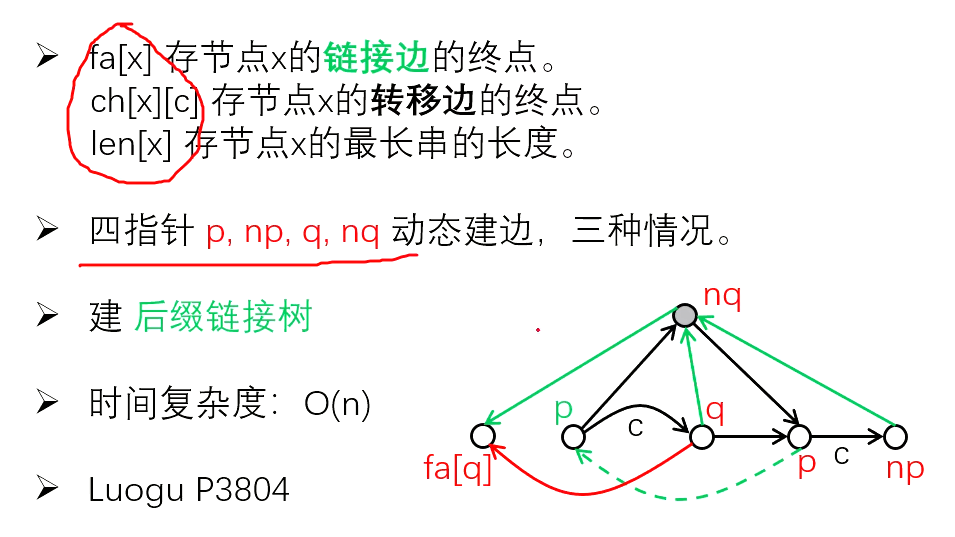 fa[x] 存节点x的链接边的终点。
ch[x][c] 存节点x的转移边的终点。
len[x] 存节点x的最长串的长度。
四指针 p, np, q, nq 动态建边，三种情况。
建 后缀链接树
时间复杂度：O(n)
Luogu P3804
nq
p
c
q
fa[q]
p
c
np